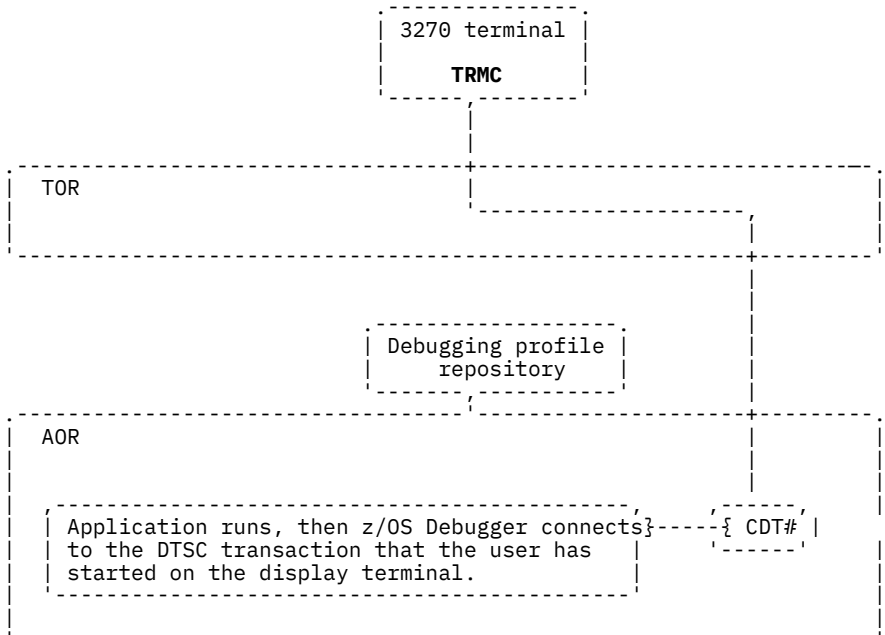 3270 terminal
TRMC
TOR
Debugging profile
repository
AOR
Application runs, then z/OS Debugger connects
CDT#
to the DTSC transaction that the user has
started on the display terminal.